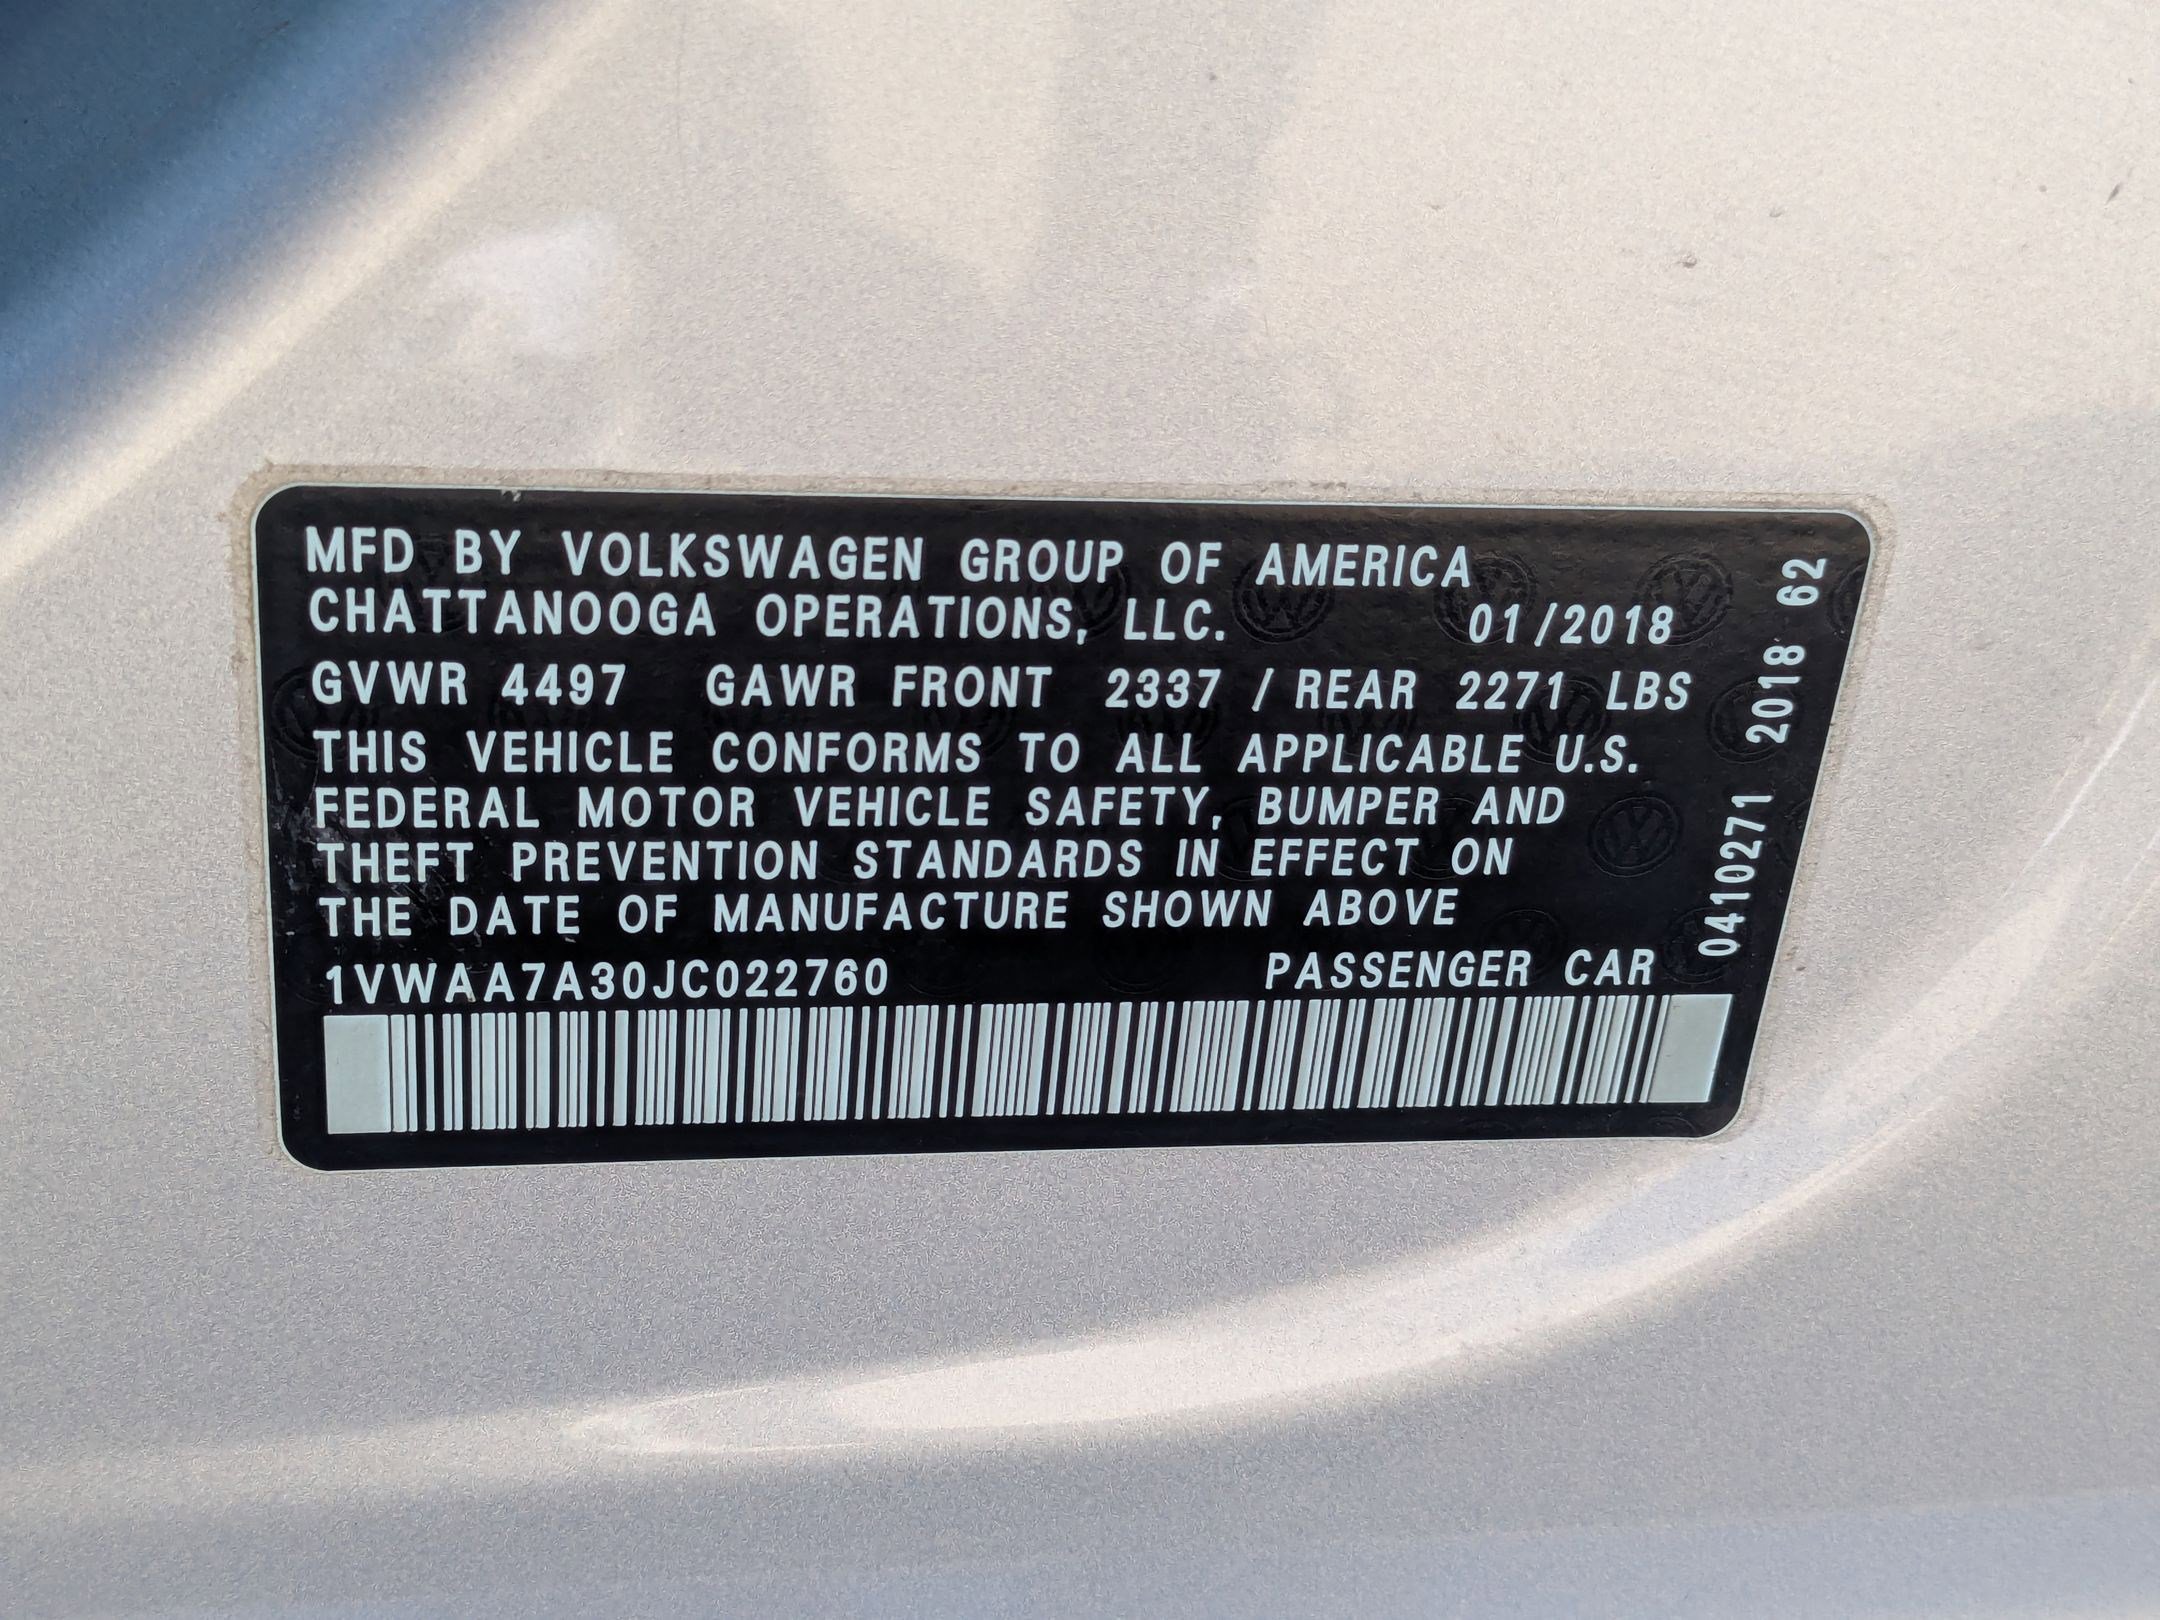 MFD BY VOLKSWAGEN GROUP OF AMERICA
CHATTANOOGA OPERATIONS, LLC. 01/2018
GVWR 4497 GAWR FRONT 2337 / REAR 2271 LBS
THIS VEHICLE CONFORMS TO ALL APPLICABLE U.S.
FEDERAL MOTOR VEHICLE SAFETY, BUMPER AND
THEFT PREVENTION STANDARDS IN EFFECT ON
THE DATE OF MANUFACTURE SHOWN ABOVE
1VWAA7A30JC022760 PASSENGER CAR
0410271 2018 62